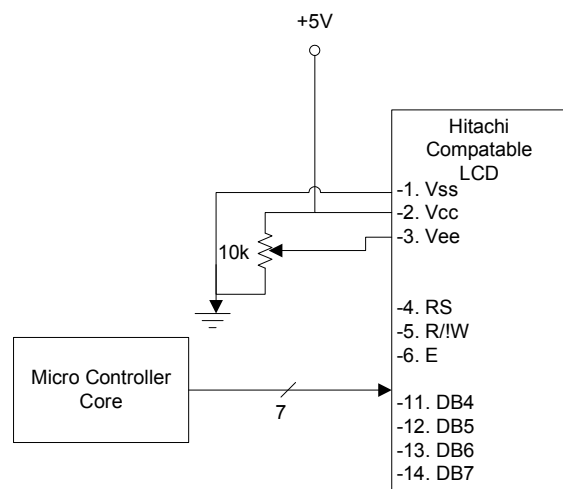 +5V
Hitachi
Compatable
LCD
-1. Vss
-2. Vcc
-3. Vee
10k
-4. RS
-5. R/!W
-6. E
Micro Controller
Core
7
-11. DB4
-12. DB5
-13. DB6
-14. DB7